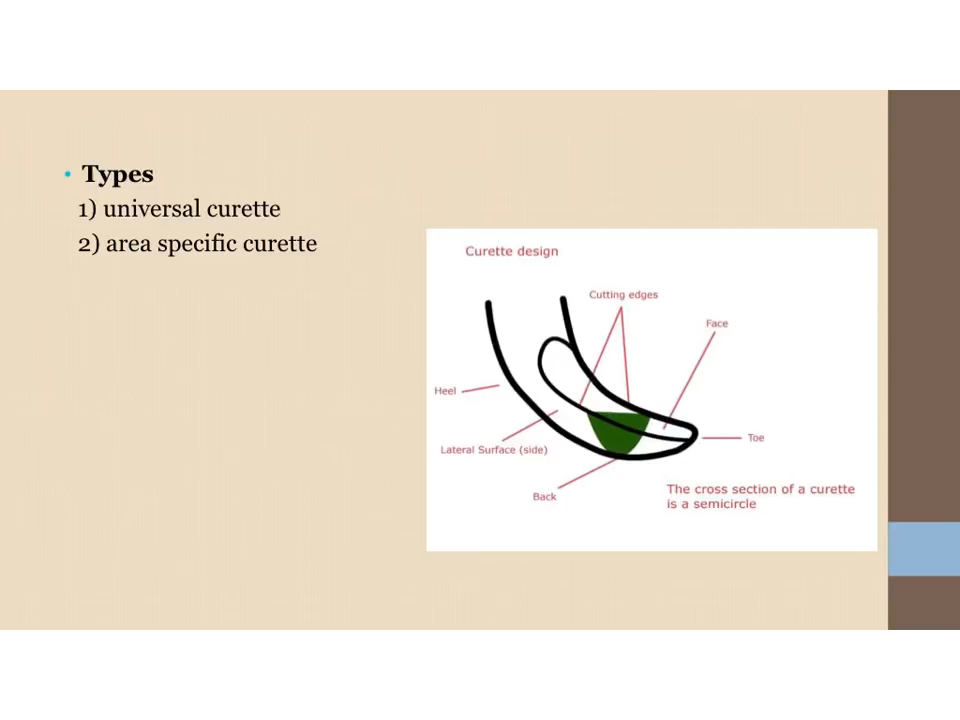 • Types
1) universal curette
2) area specific curette
Curette design
Cutting edges
Face
Heel
Toe
Lateral Surface (side)
Back
The cross section of a curette
is a semicircle